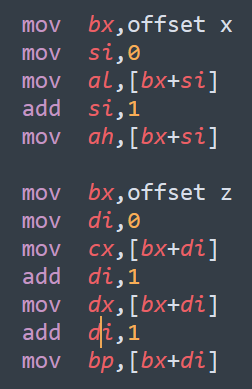 mov bx,offset x
mov si,0
mov al,[bx+si]
add si,1
mov ah,[bx+si]
mov bx,offset z
mov di,0
mov cx,[bx+di]
add di,1
mov dx,[bx+di]
add di,1
mov bp,[bx+di]